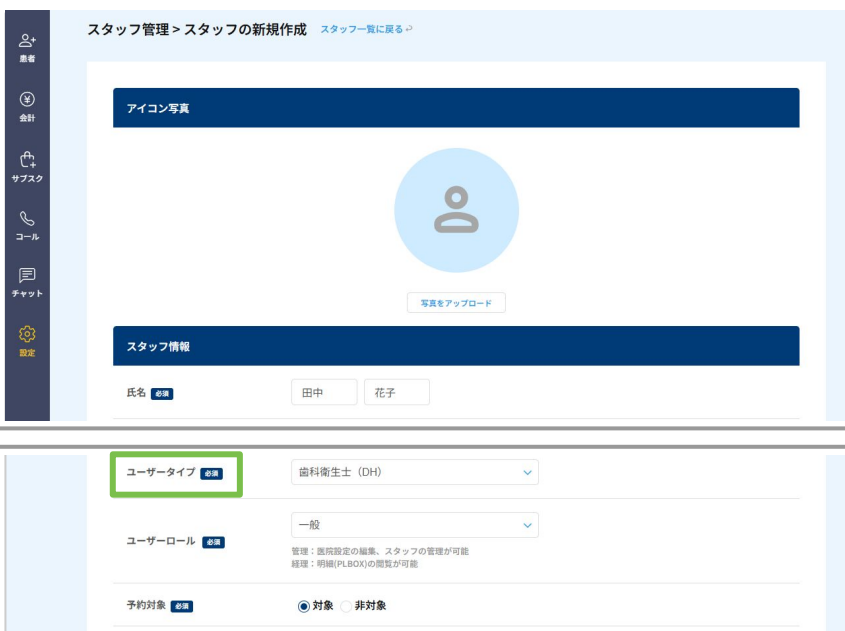 スタッフ管理 > スタッフの新規作成 スタッフ一覧に戻る
患者
会計
サブスク
コール
チャット
設定
アイコン写真
写真をアップロード
スタッフ情報
氏名 必須 田中 花子
ユーザータイプ 必須 歯科衛生士（DH）
ユーザーロール 必須 一般
管理：医院設定の編集、スタッフの管理が可能
経理：明細(PLBOX)の閲覧が可能
予約対象 必須 対象 非対象